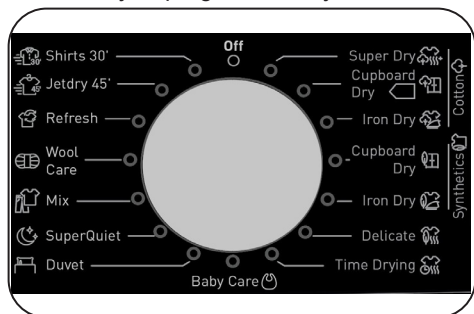 Off
Shirts 30'
Jetdry 45'
Refresh
Wool
Care
Mix
SuperQuiet
Duvet
Baby Care
Super Dry
Cupboard
Dry
Iron Dry
Cotton
Cupboard
Dry
Iron Dry
Synthetics
Delicate
Time Drying